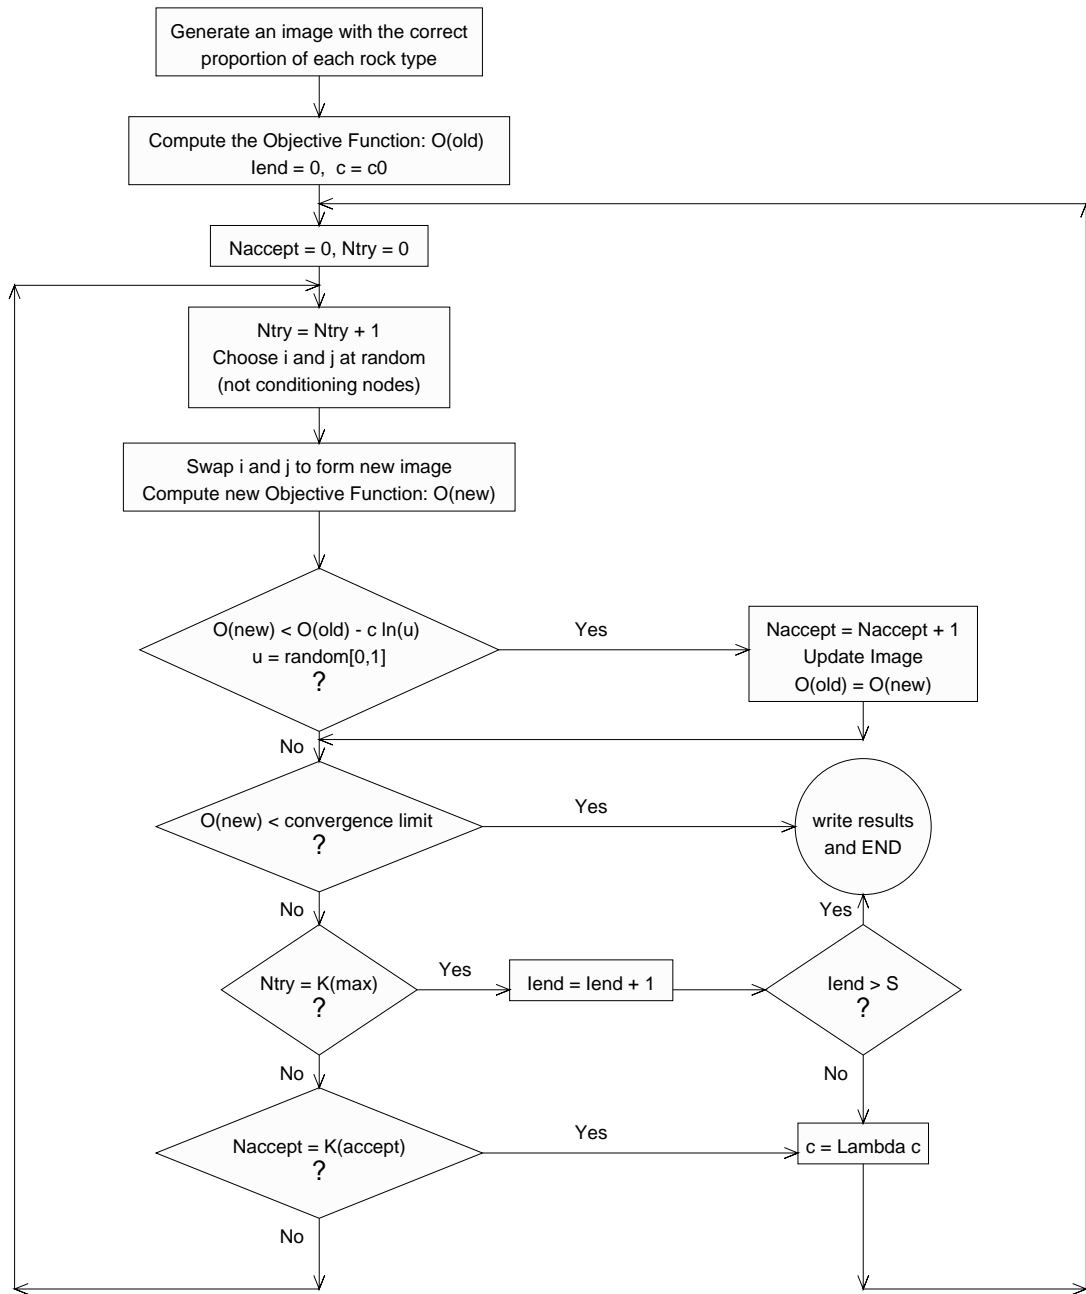 Generate an image with the correct
proportion of each rock type
Compute the Objective Function: O(old)
Iend = 0, c = c0
Naccept = 0, Ntry = 0
Ntry = Ntry + 1
Choose i and j at random
(not conditioning nodes)
Swap i and j to form new image
Compute new Objective Function: O(new)
O(new) < O(old) - c ln(u)
u = random[0,1]
?
Yes
Naccept = Naccept + 1
Update Image
O(old) = O(new)
No
O(new) < convergence limit
?
Yes
write results
and END
No
Yes
Ntry = K(max)
?
Yes
Iend = Iend + 1
Iend > S
?
No
No
Naccept = K(accept)
?
Yes
c = Lambda c
No